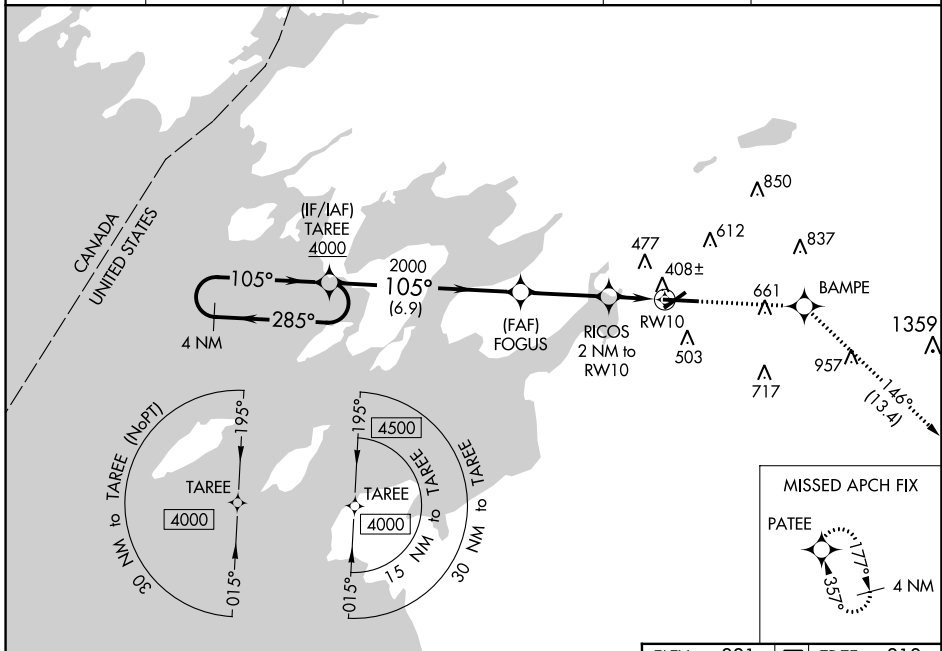 CANADA
UNITED STATES
(IF/IAF)
TAREE
4000
105°
285°
4 NM
2000
105°
(6.9)
(FAF)
FOGUS
RICOS
2 NM to
RW10
RW10
477
408±
612
850
837
661
503
717
BAMPE
957
1359
146°
(13.4)
30 NM to TAREE (NoPT)
195°
TAREE
4000
015°
195°
4500
TAREE
4000
015°
15 NM to TAREE
30 NM to TAREE
MISSED APCH FIX
PATEE
177°
357°
4 NM